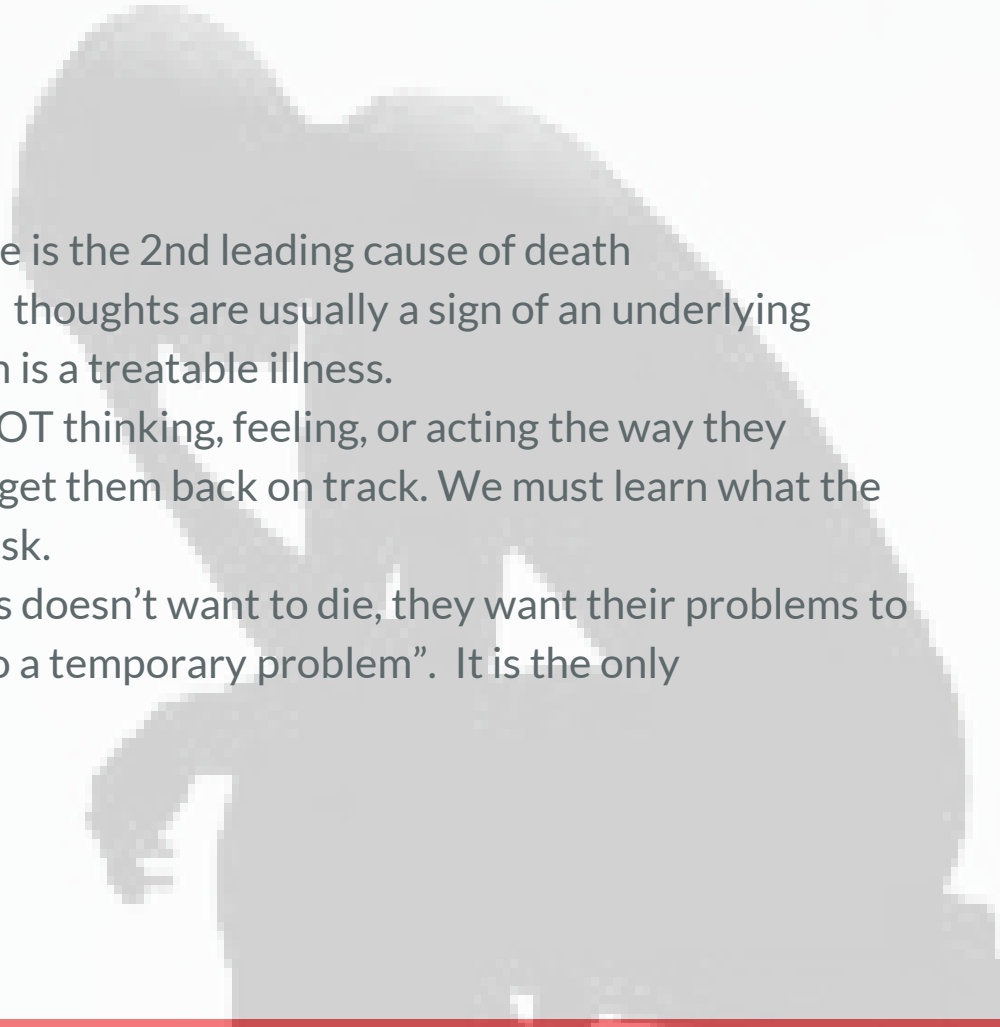 e is the 2nd leading cause of death
thoughts are usually a sign of an underlying
n is a treatable illness.
OT thinking, feeling, or acting the way they
get them back on track. We must learn what the
sk.
s doesn’t want to die, they want their problems to
o a temporary problem”.  It is the only